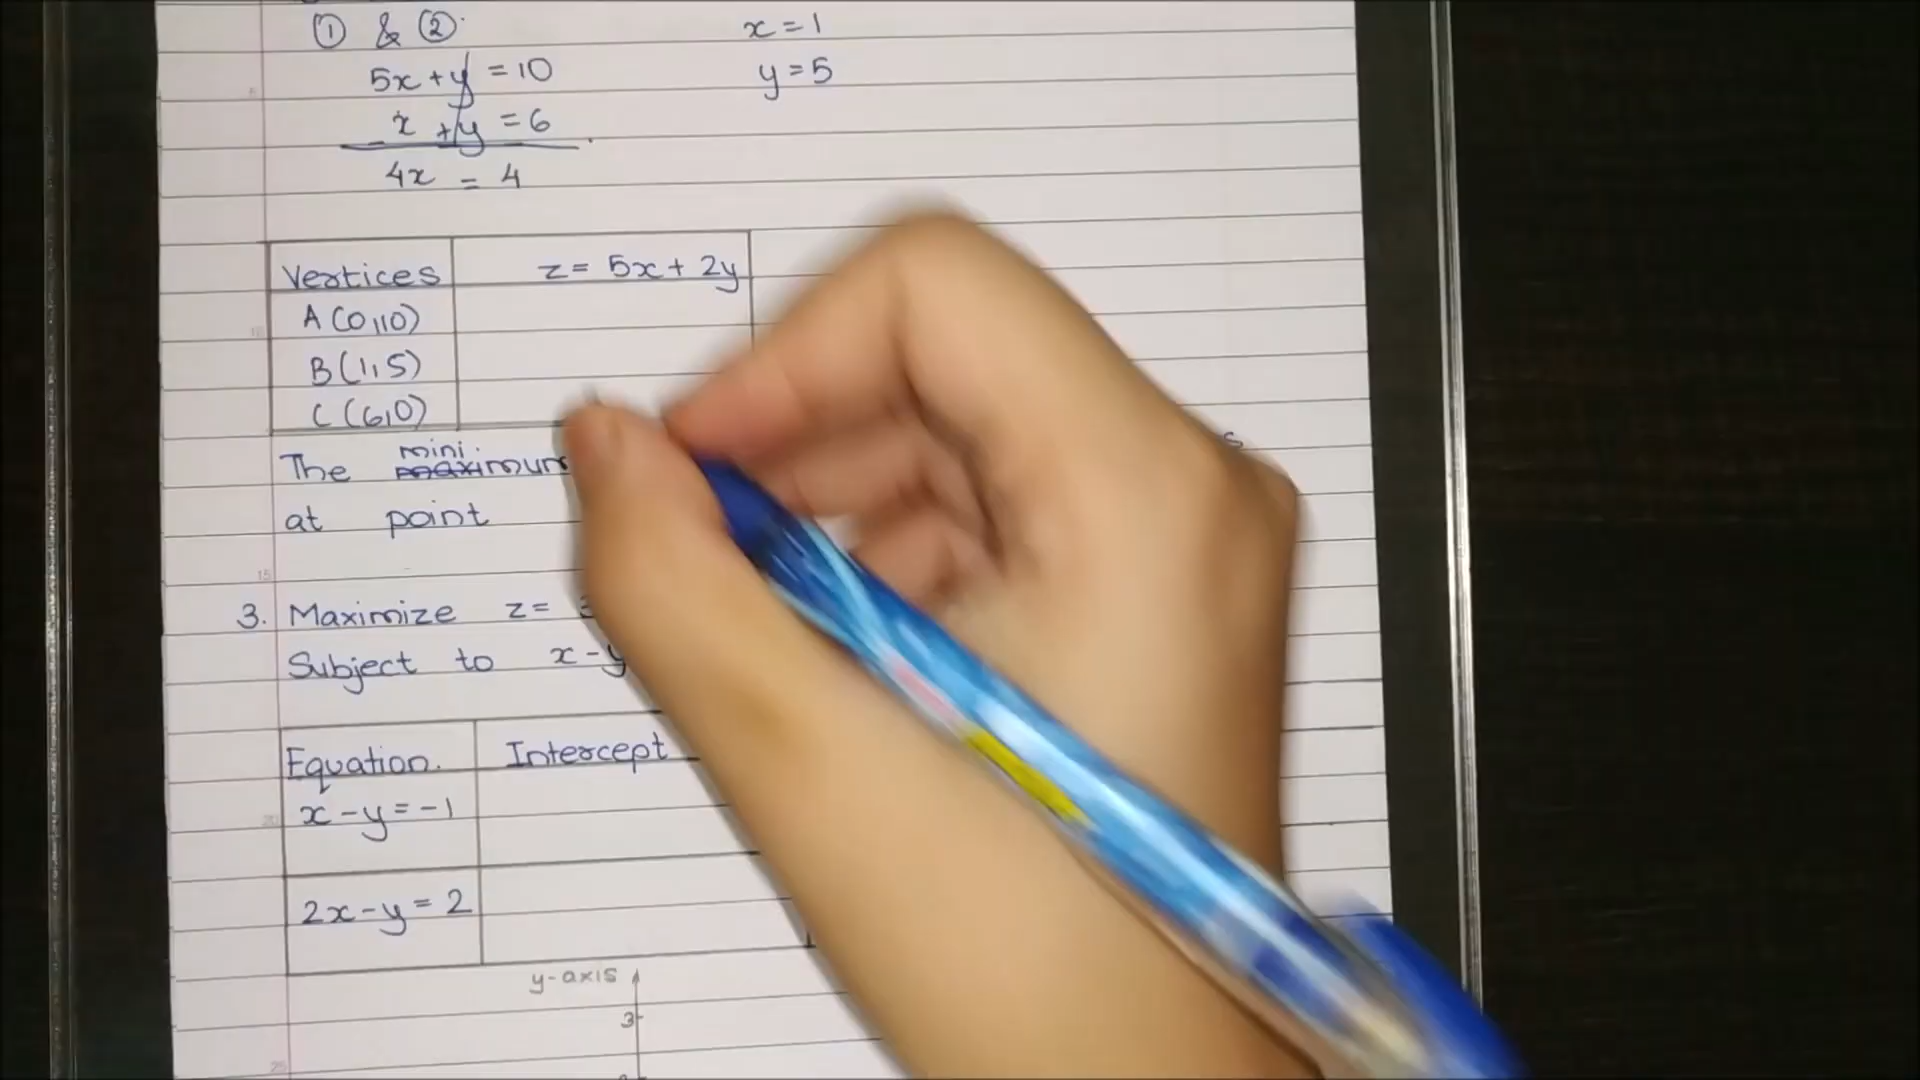 ① & ②
x = 1
5x + y = 10
y = 5
x + y = 6
4x = 4
Vertices z = 5x + 2y
A (0,10)
B (1,5)
C (6,0)
mini
The maximum
at point
3. Maximize z =
Subject to x - y
Equation. Intercept
x - y = -1
2x - y = 2
y-axis
3